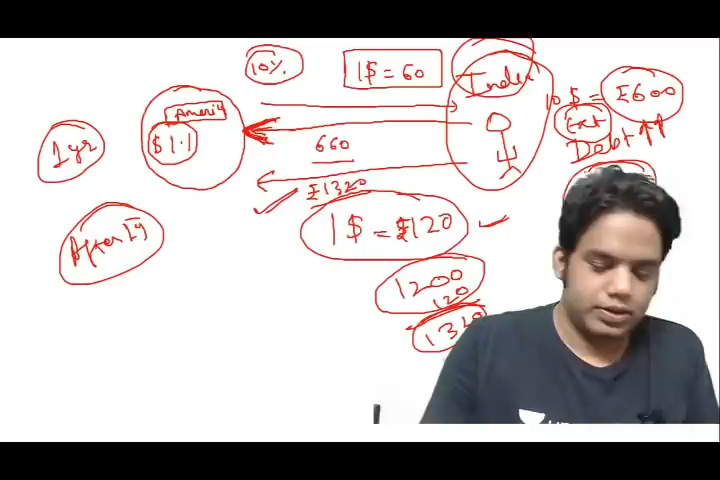 10%
1$ = 60
India
10 $ = ₹600
Ameri
$1.1
Ext
Debt ↑↑
1yr
660
₹1320
1$ = ₹120
After 1y
1200
120
1320